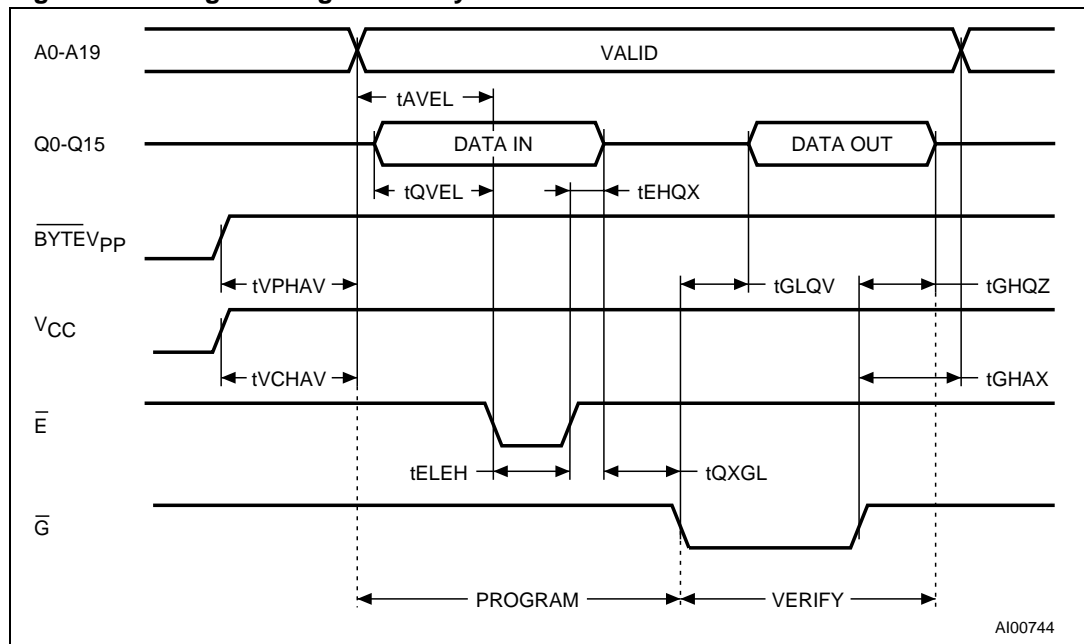 A0-A19
VALID
tAVEL
Q0-Q15
DATA IN
DATA OUT
tQVEL
tEHQX
BYTEVPP
tVPHAV
tGLQV
tGHQZ
VCC
tVCHAV
tGHAX
E
tELEH
tQXGL
G
PROGRAM
VERIFY
AI00744